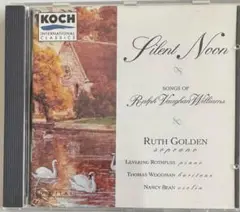 KOCH
INTERNATIONAL
CLASSICS
Silent Noon
SONGS OF
Ralph Vaughan Williams
RUTH GOLDEN
soprano
LEVERING ROTHFUSS piano
THOMAS WOODMAN baritone
NANCY BEAN violin